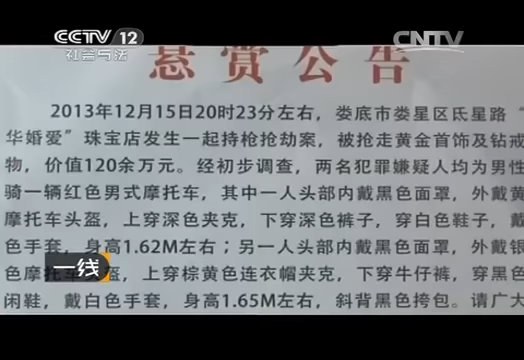 CCTV 12
社会与法
CNTV
悬赏公告
2013年12月15日20时23分左右，娄底市娄星区氐星路“
华婚爱”珠宝店发生一起持枪抢劫案，被抢走黄金首饰及钻戒
物，价值120余万元。经初步调查，两名犯罪嫌疑人均为男性
骑一辆红色男式摩托车，其中一人头部内戴黑色面罩，外戴黄
摩托车头盔，上穿深色夹克，下穿深色裤子，穿白色鞋子，戴
色手套，身高1.62M左右；另一人头部内戴黑色面罩，外戴银
色摩托车头盔，上穿棕黄色连衣帽夹克，下穿牛仔裤，穿黑色
闲鞋，戴白色手套，身高1.65M左右，斜背黑色挎包。请广大
一线